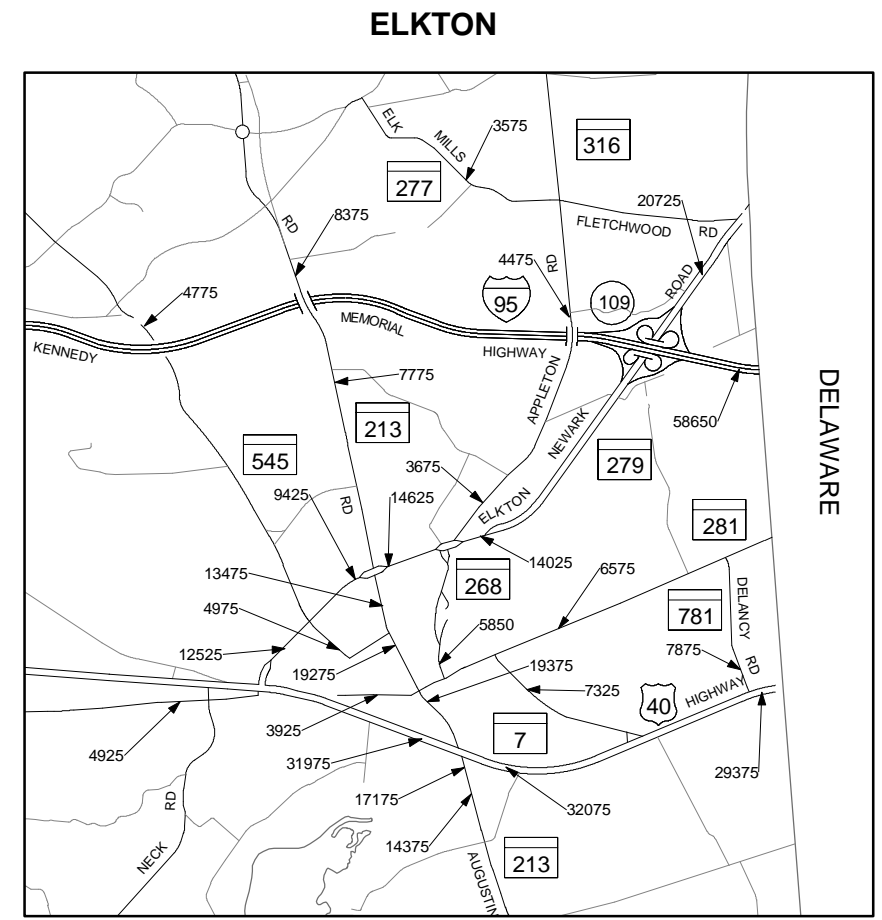 ELKTON
ELK
MILLS
3575
316
277
20725
FLETCHWOOD RD
RD
8375
4475
RD
ROAD
4775
95
109
MEMORIAL
KENNEDY
HIGHWAY
7775
APPLETON
58650
DELAWARE
213
NEWARK
545
3675
279
9425
14625
RD
ELKTON
281
14025
13475
268
6575
4975
781
DELANCY
5850
12525
7875
RD
19275
19375
7325
HIGHWAY
40
3925
7
4925
31975
29375
RD
17175
32075
14375
NECK
213
AUGUSTIN